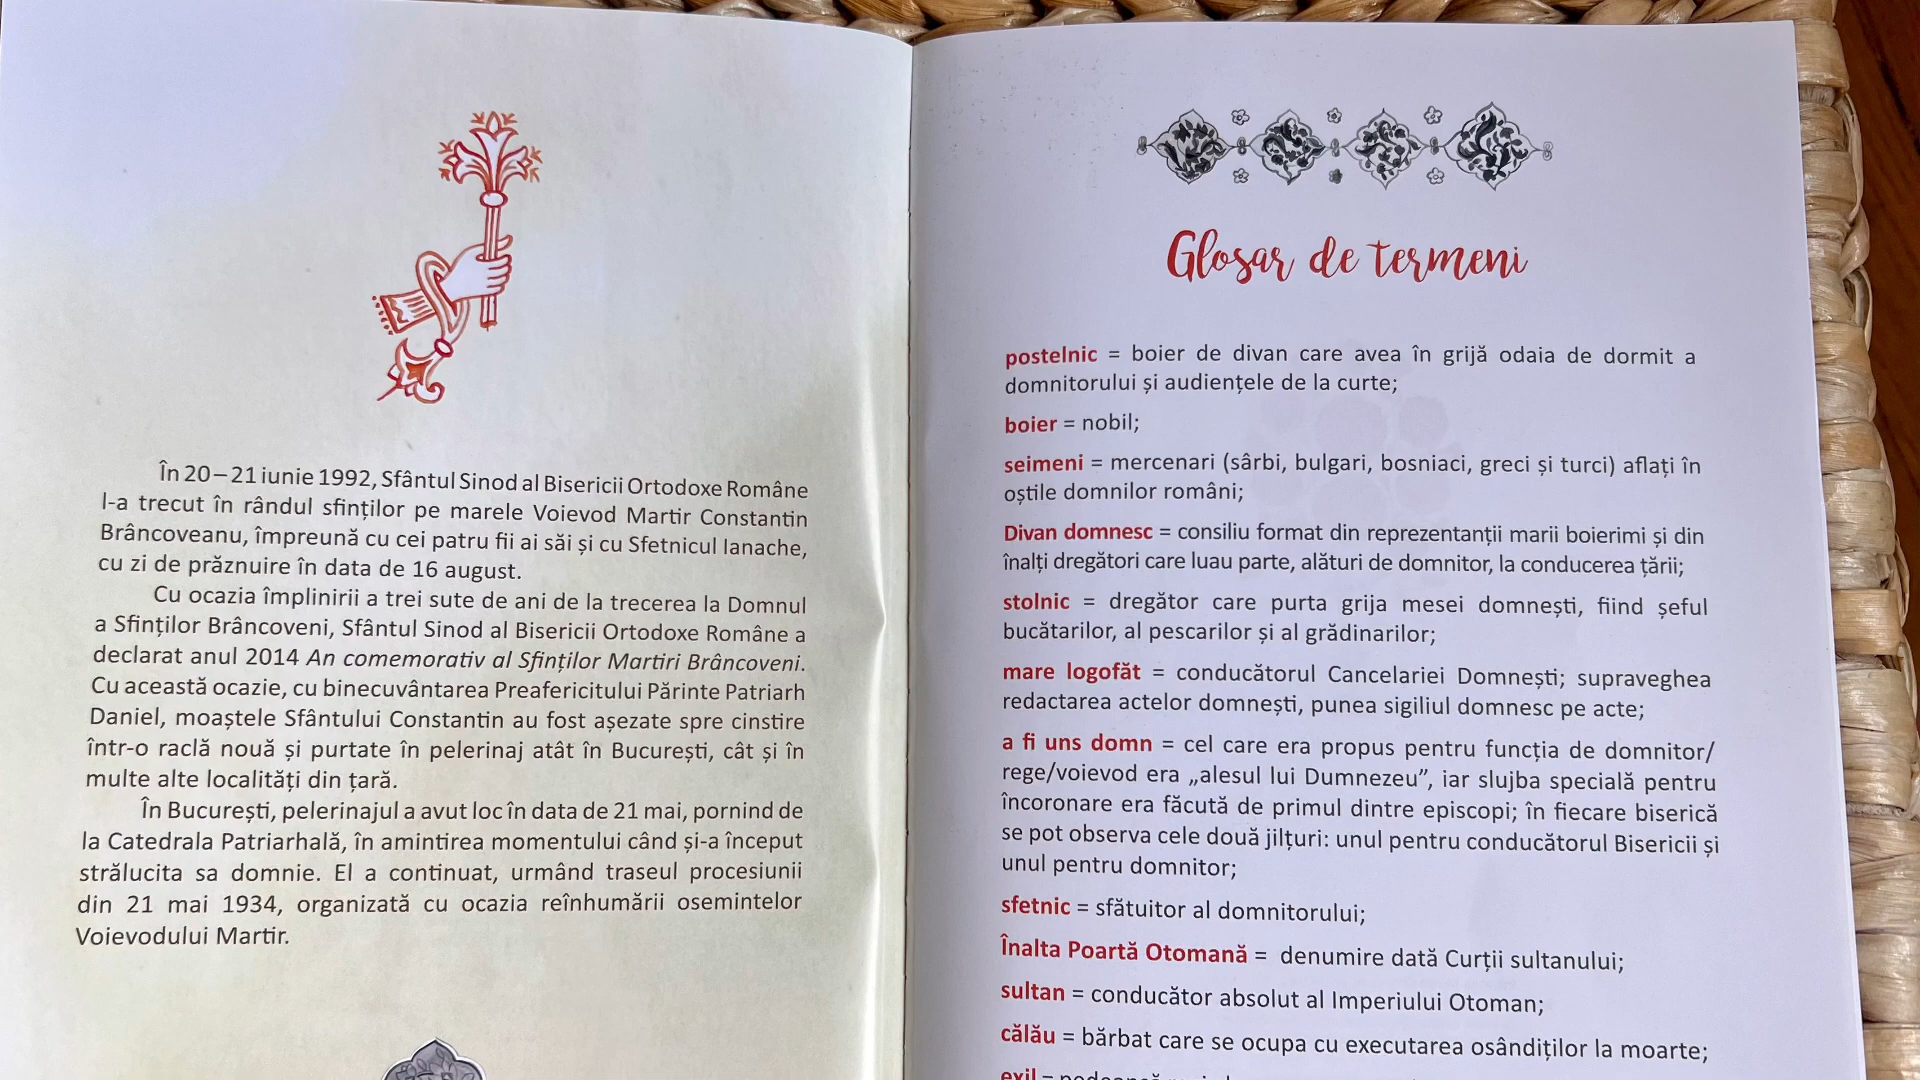 În 20–21 iunie 1992, Sfântul Sinod al Bisericii Ortodoxe Române
l-a trecut în rândul sfinților pe marele Voievod Martir Constantin
Brâncoveanu, împreună cu cei patru fii ai săi și cu Sfetnicul Ianache,
cu zi de prăznuire în data de 16 august.
Cu ocazia împlinirii a trei sute de ani de la trecerea la Domnul
a Sfinților Brâncoveni, Sfântul Sinod al Bisericii Ortodoxe Române a
declarat anul 2014 An comemorativ al Sfinților Martiri Brâncoveni.
Cu această ocazie, cu binecuvântarea Preafericitului Părinte Patriarh
Daniel, moaștele Sfântului Constantin au fost așezate spre cinstire
într-o raclă nouă și purtate în pelerinaj atât în București, cât și în
multe alte localități din țară.
În București, pelerinajul a avut loc în data de 21 mai, pornind de
la Catedrala Patriarhală, în amintirea momentului când și-a început
strălucita sa domnie. El a continuat, urmând traseul procesiunii
din 21 mai 1934, organizată cu ocazia reînhumării osemintelor
Voievodului Martir.
Glosar de termeni
postelnic = boier de divan care avea în grijă odaia de dormit a
domnitorului și audiențele de la curte;
boier = nobil;
seimeni = mercenari (sârbi, bulgari, bosniaci, greci și turci) aflați în
oștile domnilor români;
Divan domnesc = consiliu format din reprezentanții marii boierimi și din
înalți dregători care luau parte, alături de domnitor, la conducerea țării;
stolnic = dregător care purta grija mesei domnești, fiind șeful
bucătarilor, al pescarilor și al grădinarilor;
mare logofăt = conducătorul Cancelariei Domnești; supraveghea
redactarea actelor domnești, punea sigiliul domnesc pe acte;
a fi uns domn = cel care era propus pentru funcția de domnitor/
rege/voievod era „alesul lui Dumnezeu”, iar slujba specială pentru
încoronare era făcută de primul dintre episcopi; în fiecare biserică
se pot observa cele două jilțuri: unul pentru conducătorul Bisericii și
unul pentru domnitor;
sfetnic = sfătuitor al domnitorului;
Înalta Poartă Otomană = denumire dată Curții sultanului;
sultan = conducător absolut al Imperiului Otoman;
călău = bărbat care se ocupa cu executarea osândiților la moarte;
exil =